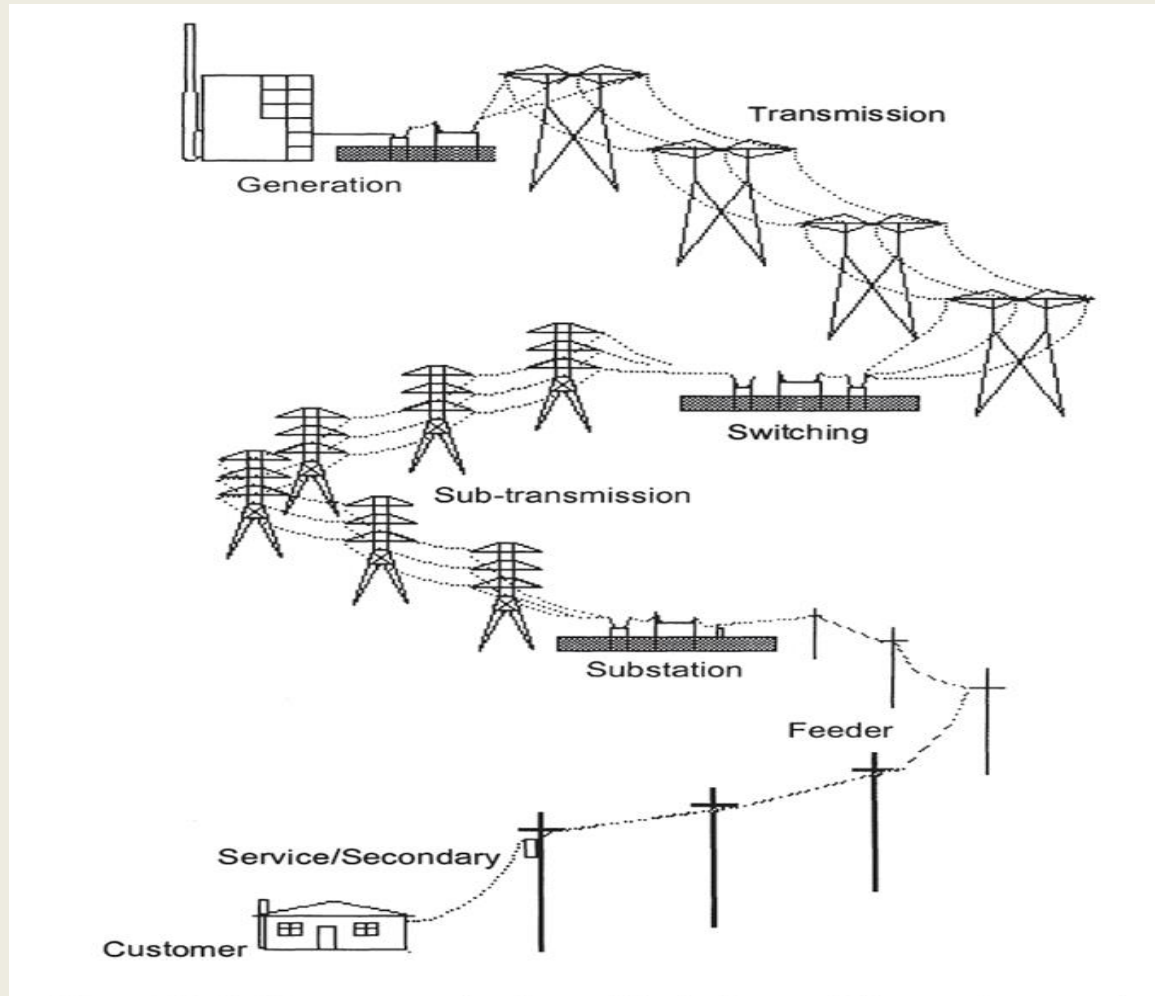 Transmission
Generation
Switching
Sub-transmission
Substation
Feeder
Service/Secondary
Customer